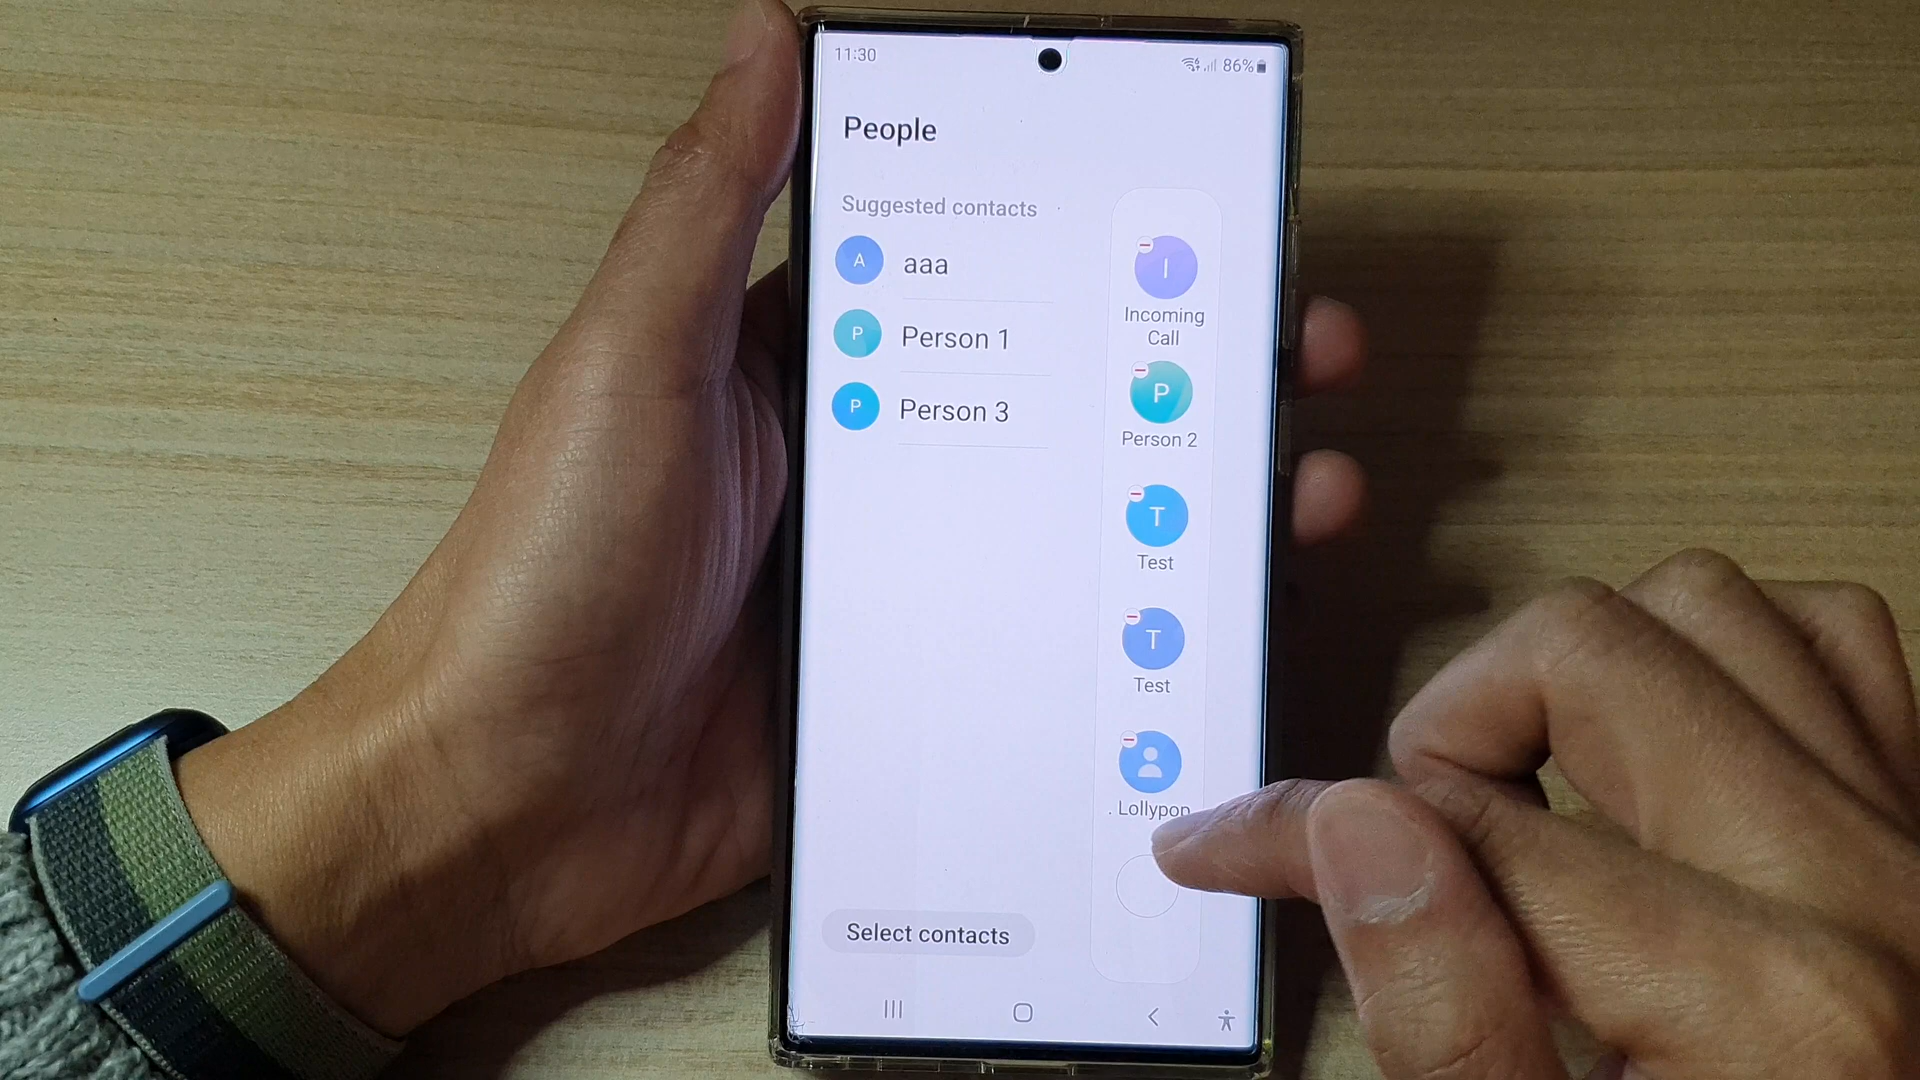 11:30
86%
People
Suggested contacts
A
aaa
P
Person 1
P
Person 3
I
Incoming
Call
P
Person 2
T
Test
T
Test
. Lollypop
Select contacts